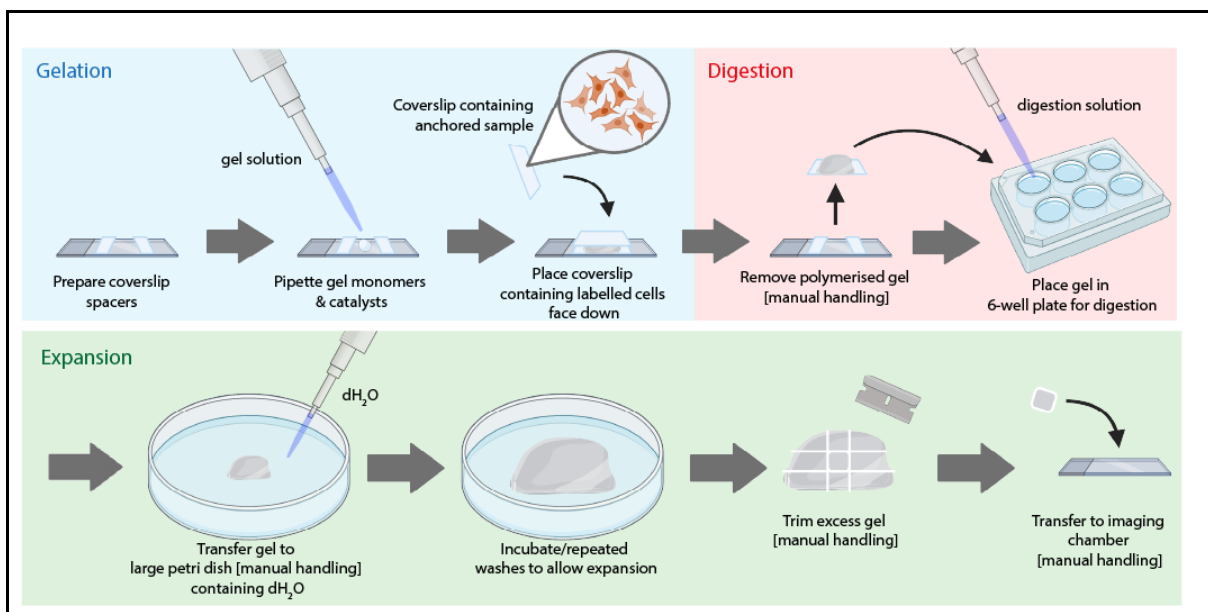 Gelation
gel solution
Coverslip containing
anchored sample
Prepare coverslip
spacers
Pipette gel monomers
& catalysts
Place coverslip
containing labelled cells
face down
Digestion
digestion solution
Remove polymerised gel
[manual handling]
Place gel in
6-well plate for digestion
Expansion
dH₂O
Transfer gel to
large petri dish [manual handling]
containing dH₂O
Incubate/repeated
washes to allow expansion
Trim excess gel
[manual handling]
Transfer to imaging
chamber
[manual handling]